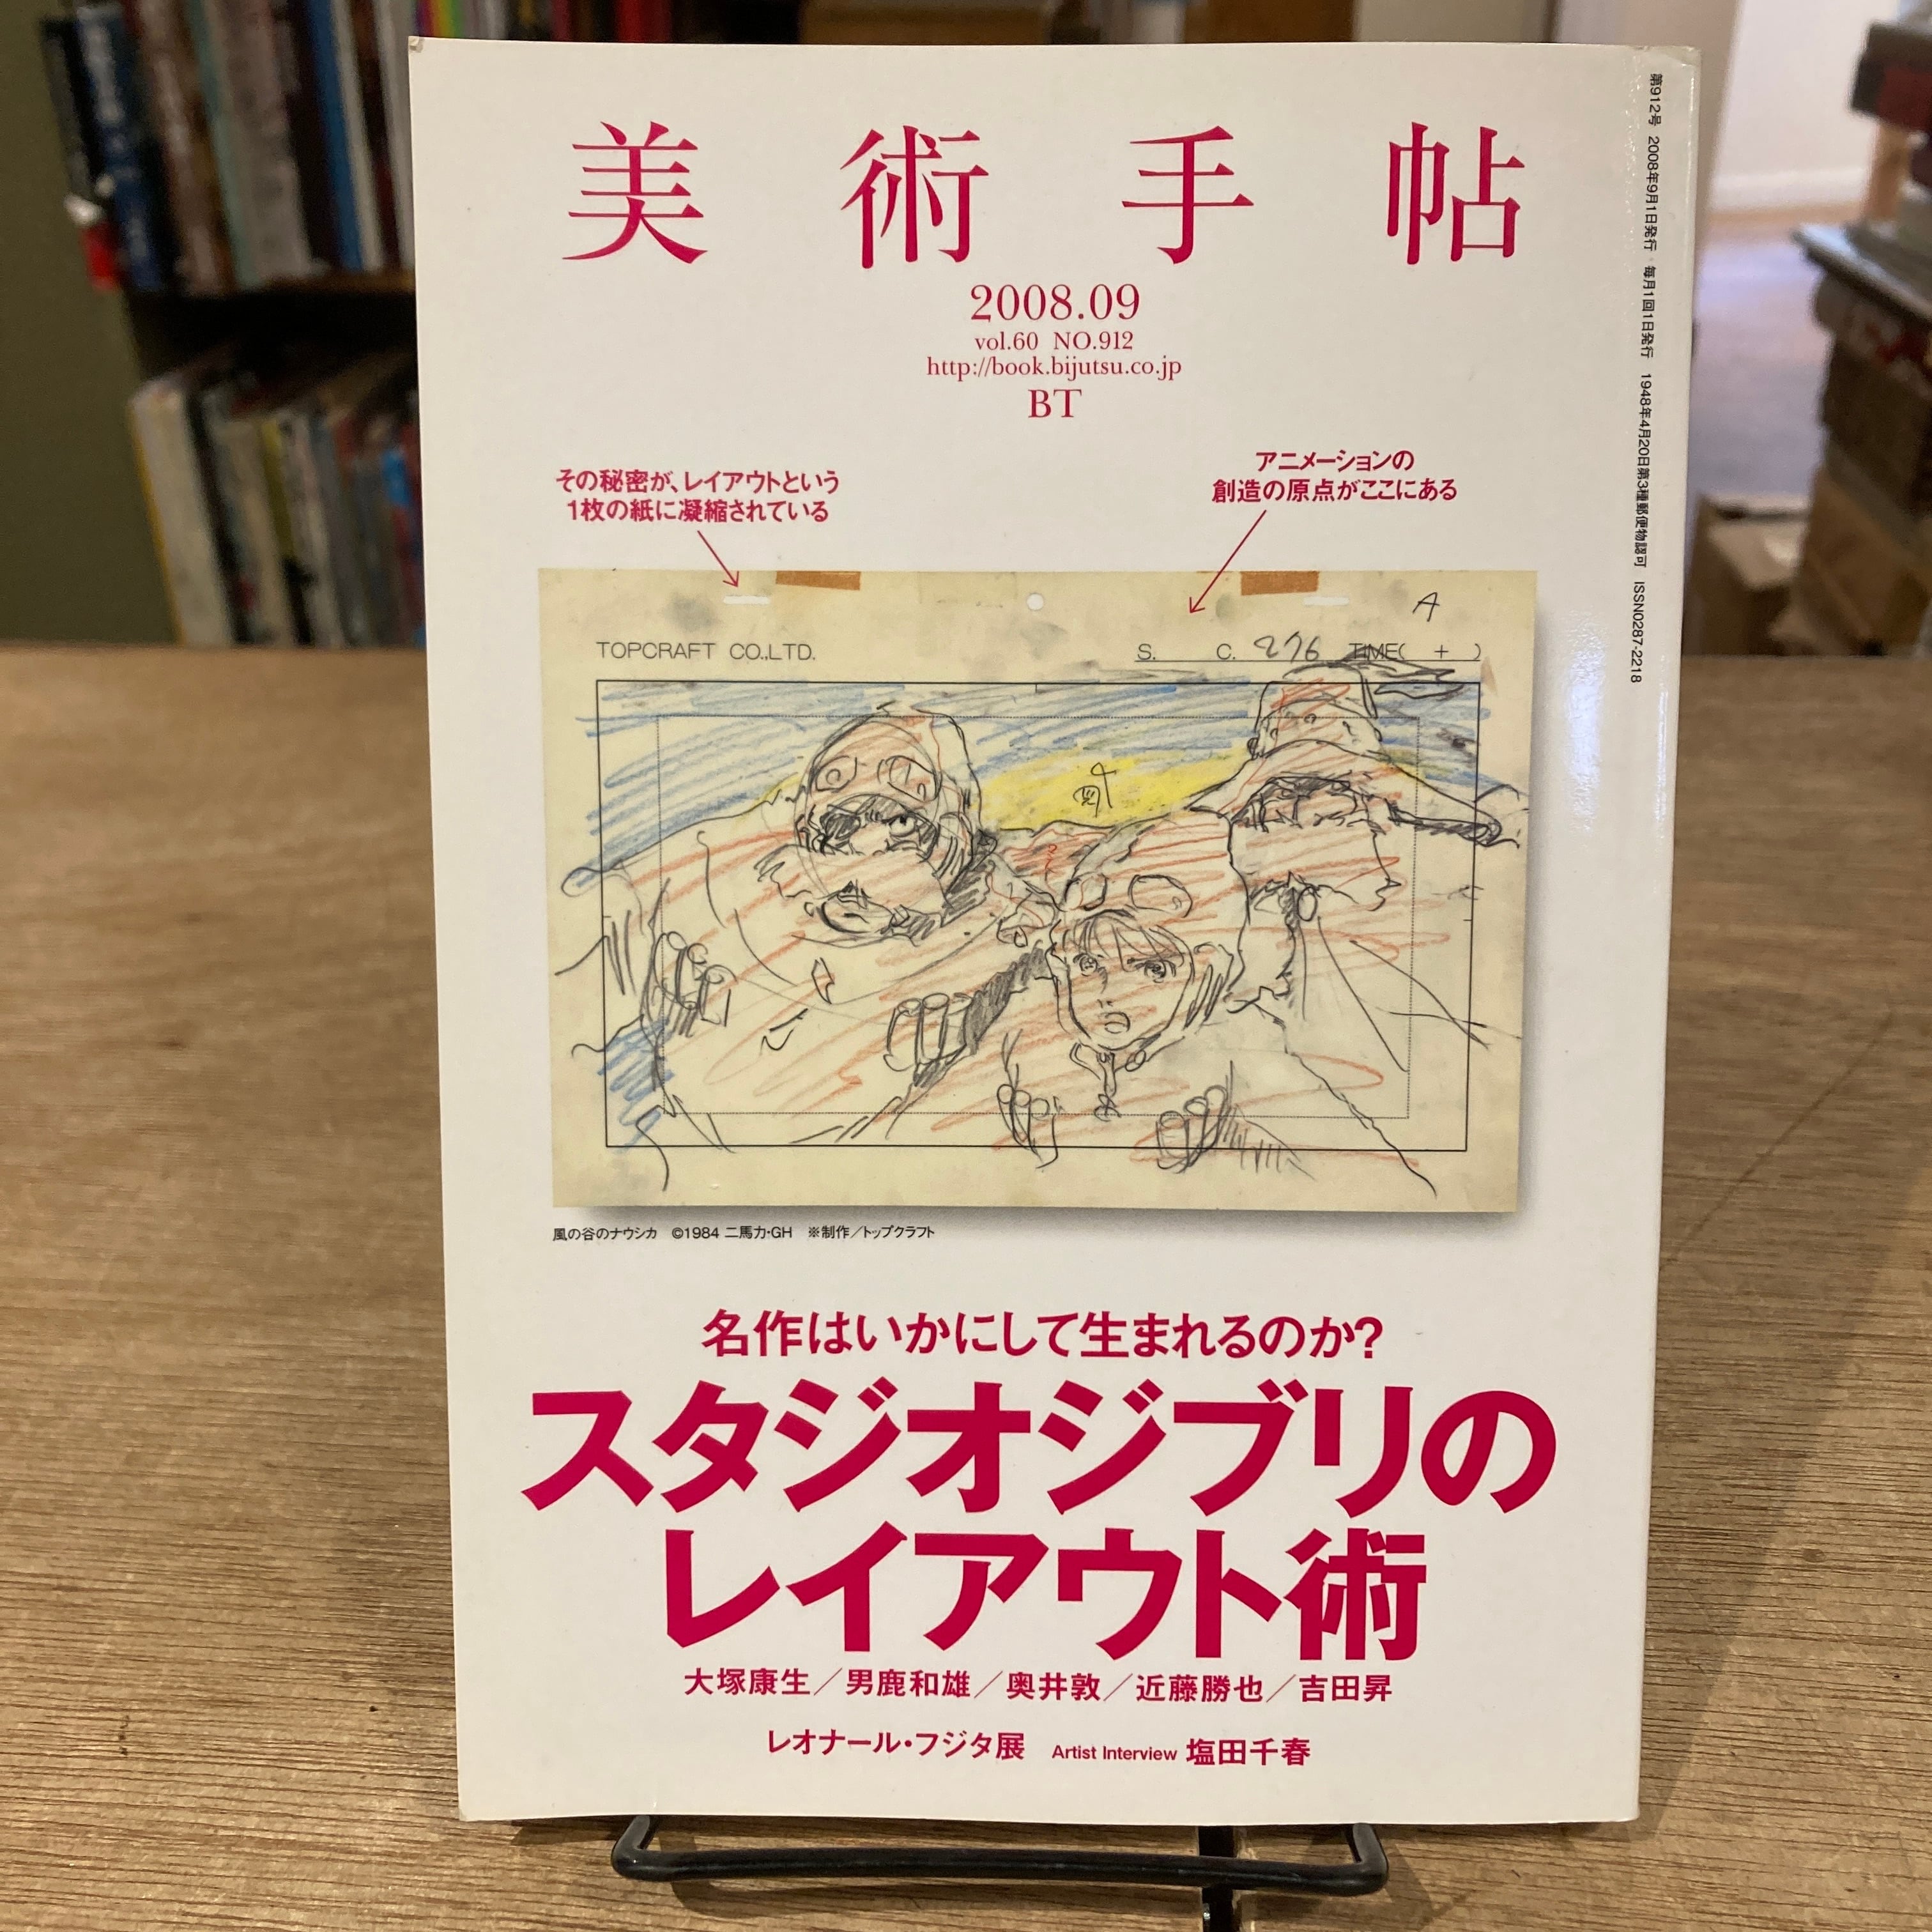 美術手帖
2008.09
vol.60 NO.912
http://book.bijutsu.co.jp
BT
その秘密が、レイアウトという
1枚の紙に凝縮されている
アニメーションの
創造の原点がここにある
A
TOPCRAFT CO.,LTD. S. C. 276 TIME( + )
風の谷のナウシカ ©1984 二馬力・GH ※制作／トップクラフト
名作はいかにして生まれるのか?
スタジオジブリの
レイアウト術
大塚康生／男鹿和雄／奥井敦／近藤勝也／吉田昇
レオナール・フジタ展 Artist Interview 塩田千春
第912号 2008年9月1日発行 毎月1回1日発行 1948年4月20日第3種郵便物認可 ISSN0287-2218